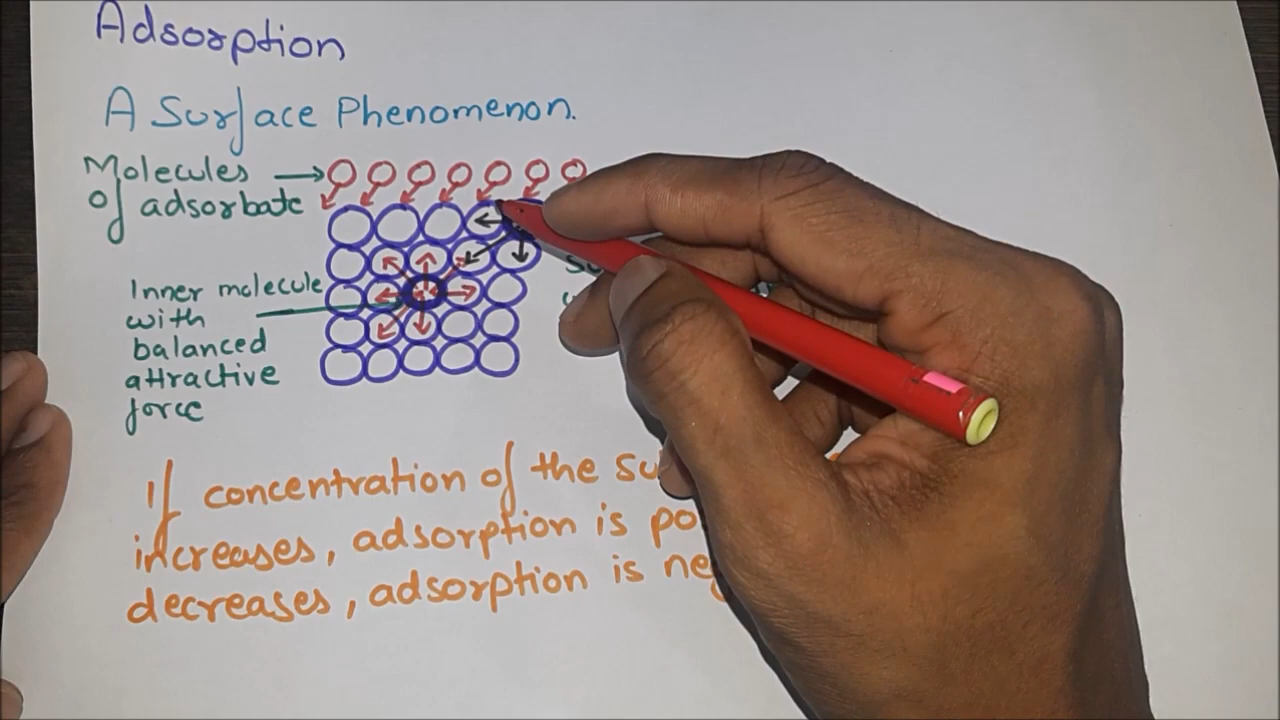 Adsorption
A Surface Phenomenon.
Molecules
of adsorbate
Inner molecule
with
balanced
attractive
force
If concentration of the
increases, adsorption is
decreases, adsorption is